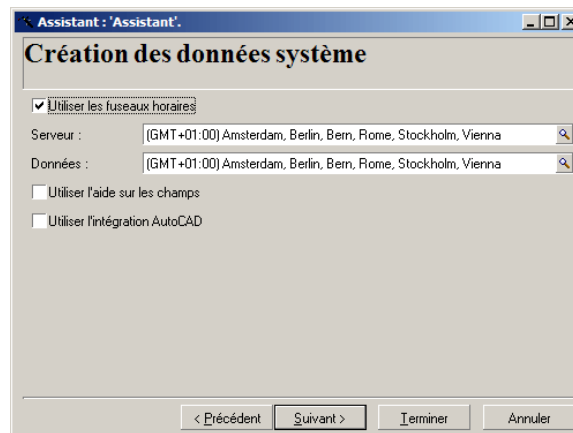 Assistant : 'Assistant'.
Création des données système
Utiliser les fuseaux horaires
Serveur : (GMT+01:00) Amsterdam, Berlin, Bern, Rome, Stockholm, Vienna
Données : (GMT+01:00) Amsterdam, Berlin, Bern, Rome, Stockholm, Vienna
Utiliser l'aide sur les champs
Utiliser l'intégration AutoCAD
< Précédent Suivant > Terminer Annuler